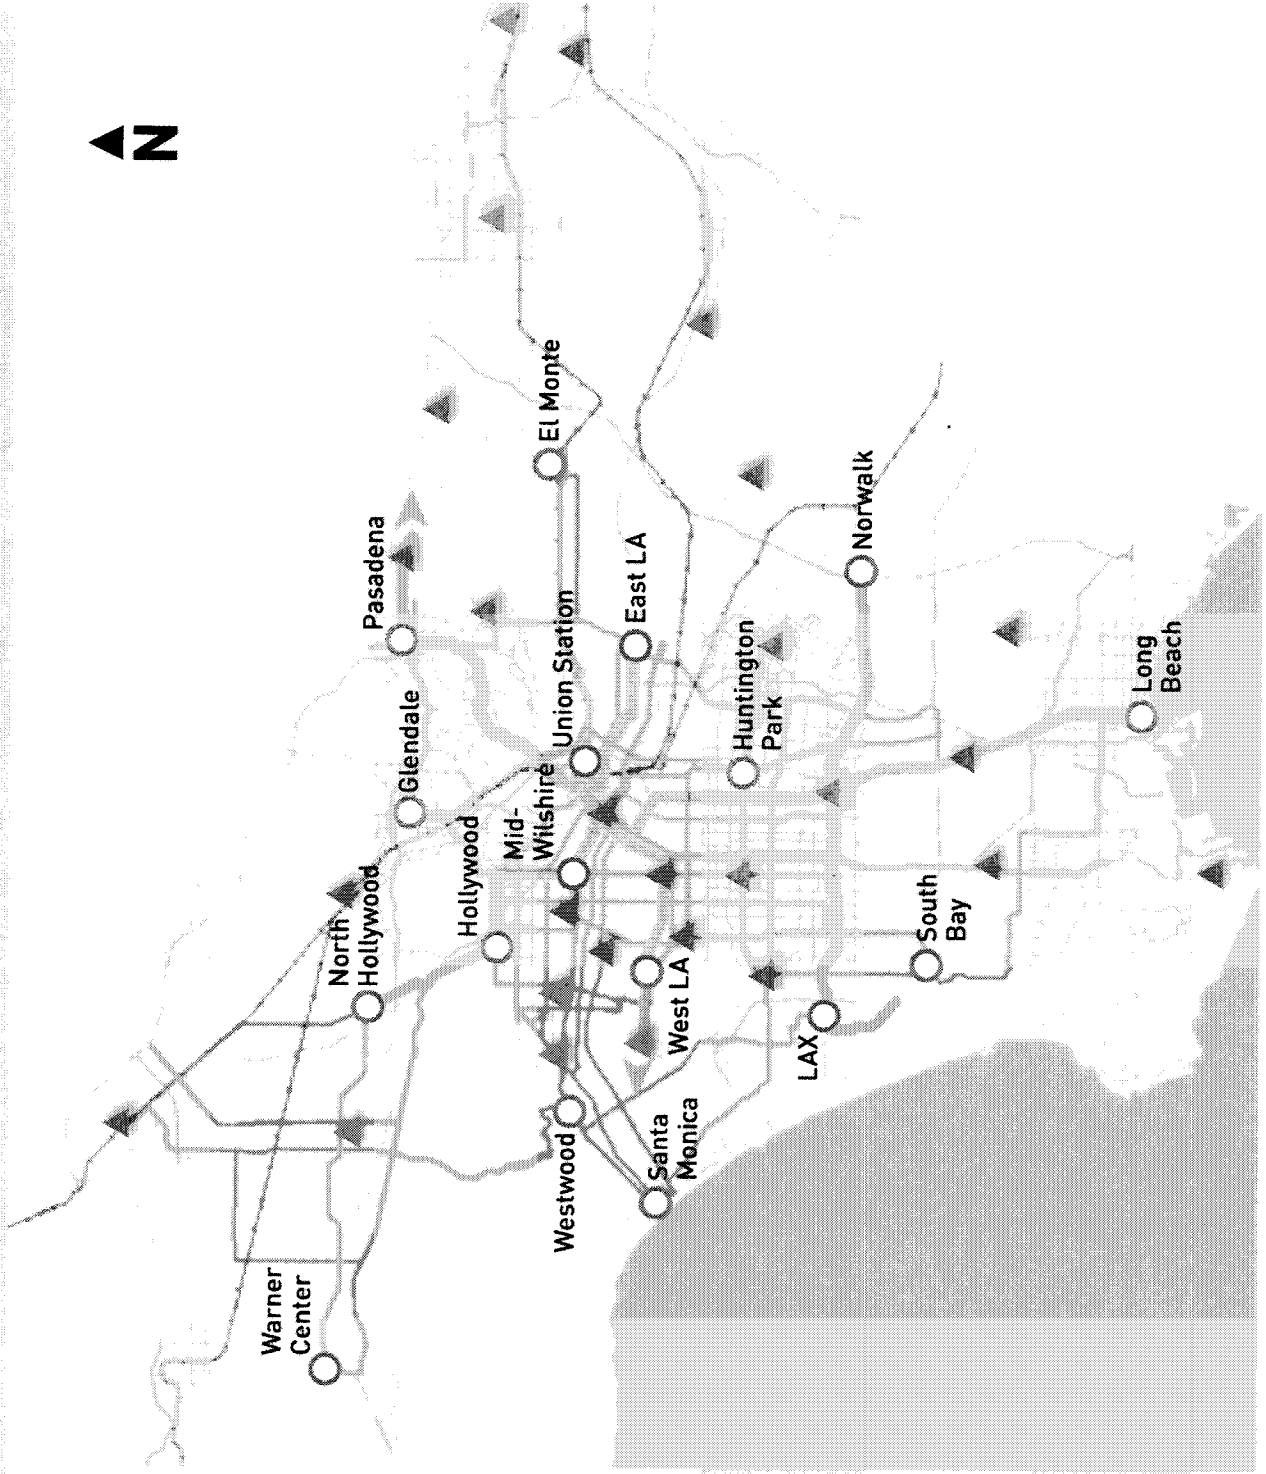 N
Warner
Center
North
Hollywood
Glendale
Pasadena
Hollywood
Westwood
Mid-
Wilshire
Union Station
El Monte
Santa
Monica
West LA
East LA
LAX
Huntington
Park
Norwalk
South
Bay
Long
Beach